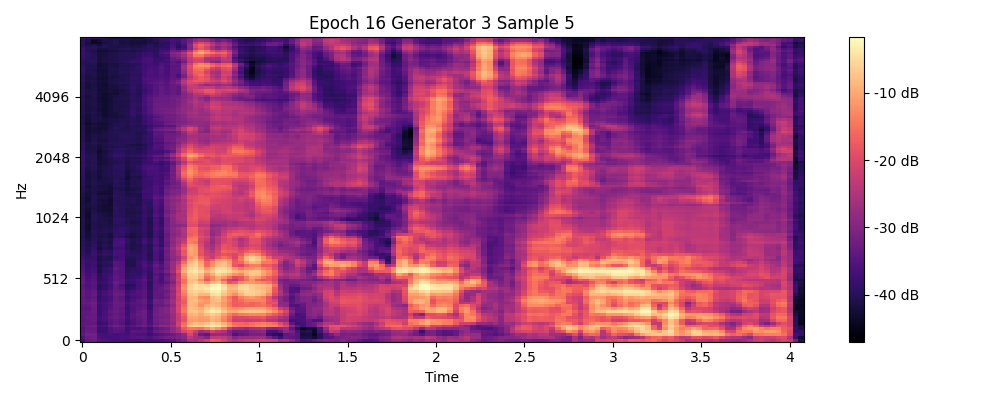 Epoch 16 Generator 3 Sample 5
Hz
4096
2048
1024
512
0
0 0.5 1 1.5 2 2.5 3 3.5 4
Time
-10 dB
-20 dB
-30 dB
-40 dB